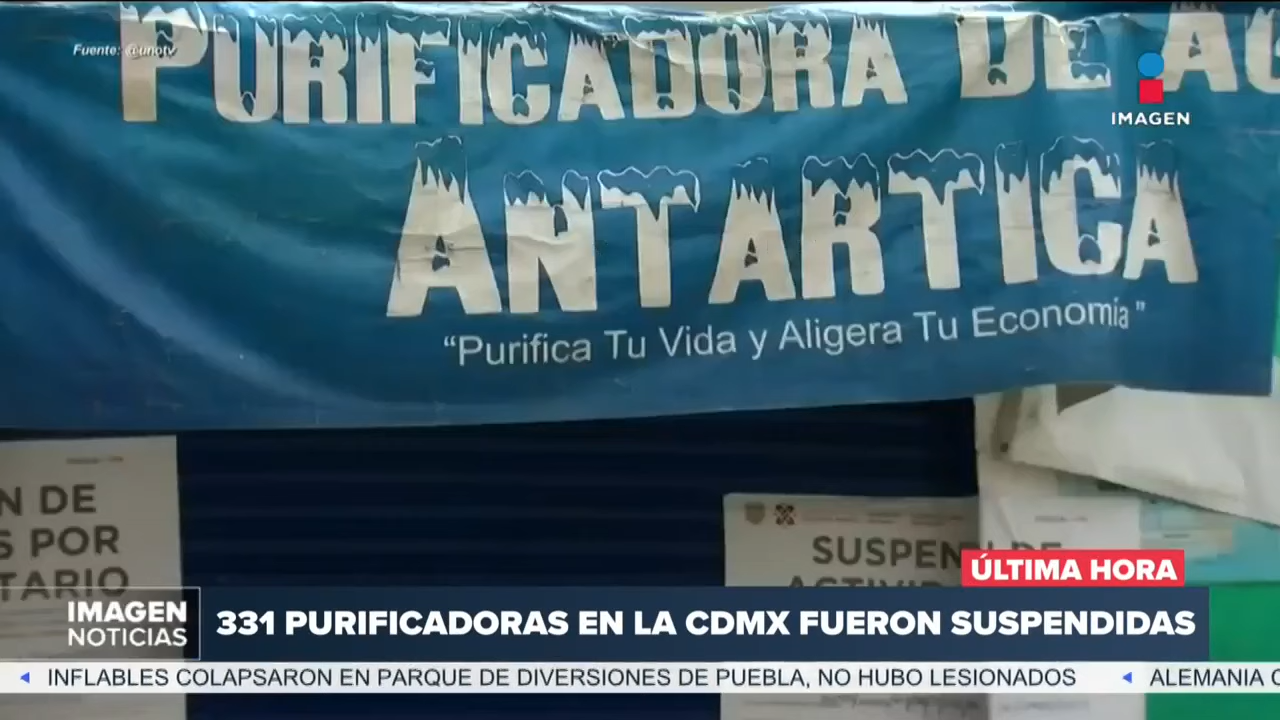 Fuente: @unotv
PURIFICADORA DE AG
IMAGEN
ANTARTICA
“Purifica Tu Vida y Aligera Tu Economía”
N DE
S POR
TARIO
SUSPEN DE
ÚLTIMA HORA
IMAGEN
NOTICIAS
331 PURIFICADORAS EN LA CDMX FUERON SUSPENDIDAS
INFLABLES COLAPSARON EN PARQUE DE DIVERSIONES DE PUEBLA, NO HUBO LESIONADOS
ALEMANIA C